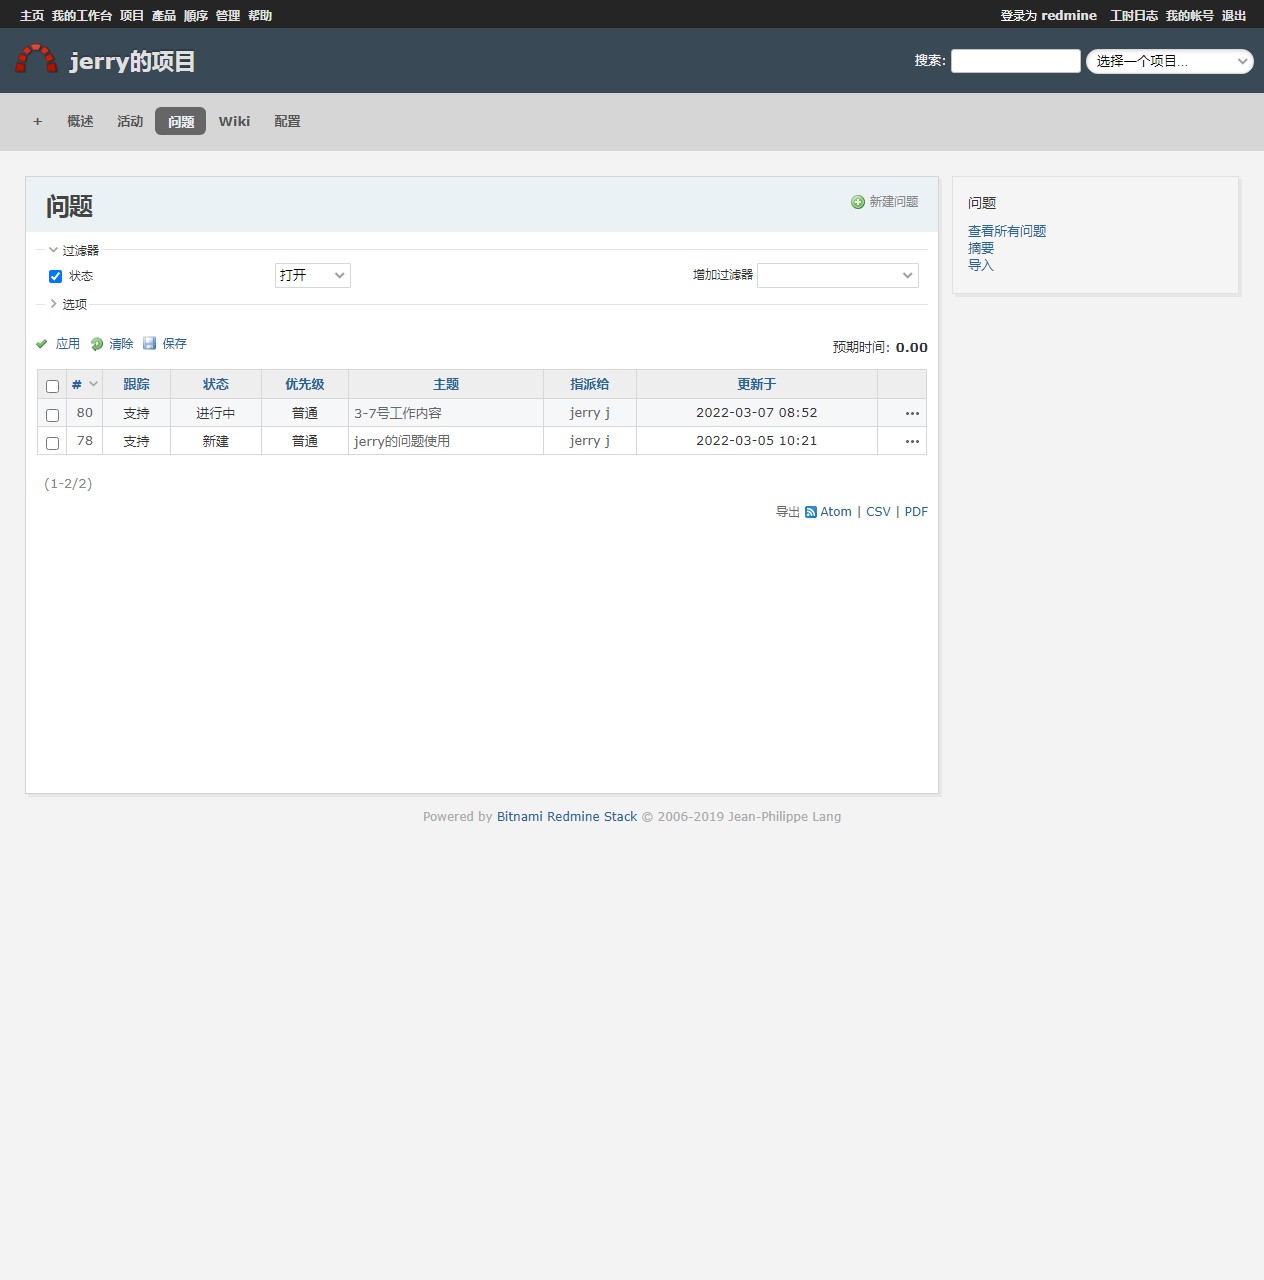 主页 我的工作台 项目 產品 順序 管理 帮助 登录为 redmine 工时日志 我的帐号 退出
jerry的项目 搜索: 选择一个项目...
+ 概述 活动 问题 Wiki 配置
问题 新建问题
过滤器
状态 打开 增加过滤器
选项
应用 清除 保存 预期时间: 0.00
# 跟踪 状态 优先级 主题 指派给 更新于
80 支持 进行中 普通 3-7号工作内容 jerry j 2022-03-07 08:52 •••
78 支持 新建 普通 jerry的问题使用 jerry j 2022-03-05 10:21 •••
(1-2/2)
导出 Atom | CSV | PDF
问题
查看所有问题
摘要
导入
Powered by Bitnami Redmine Stack © 2006-2019 Jean-Philippe Lang